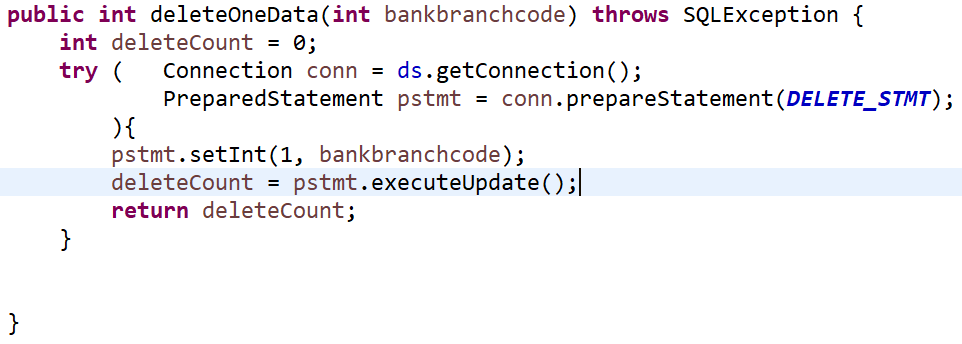 public int deleteOneData(int bankbranchcode) throws SQLException {
    int deleteCount = 0;
    try (   Connection conn = ds.getConnection();
            PreparedStatement pstmt = conn.prepareStatement(DELETE_STMT);
        ){
        pstmt.setInt(1, bankbranchcode);
        deleteCount = pstmt.executeUpdate();
        return deleteCount;
    }
}